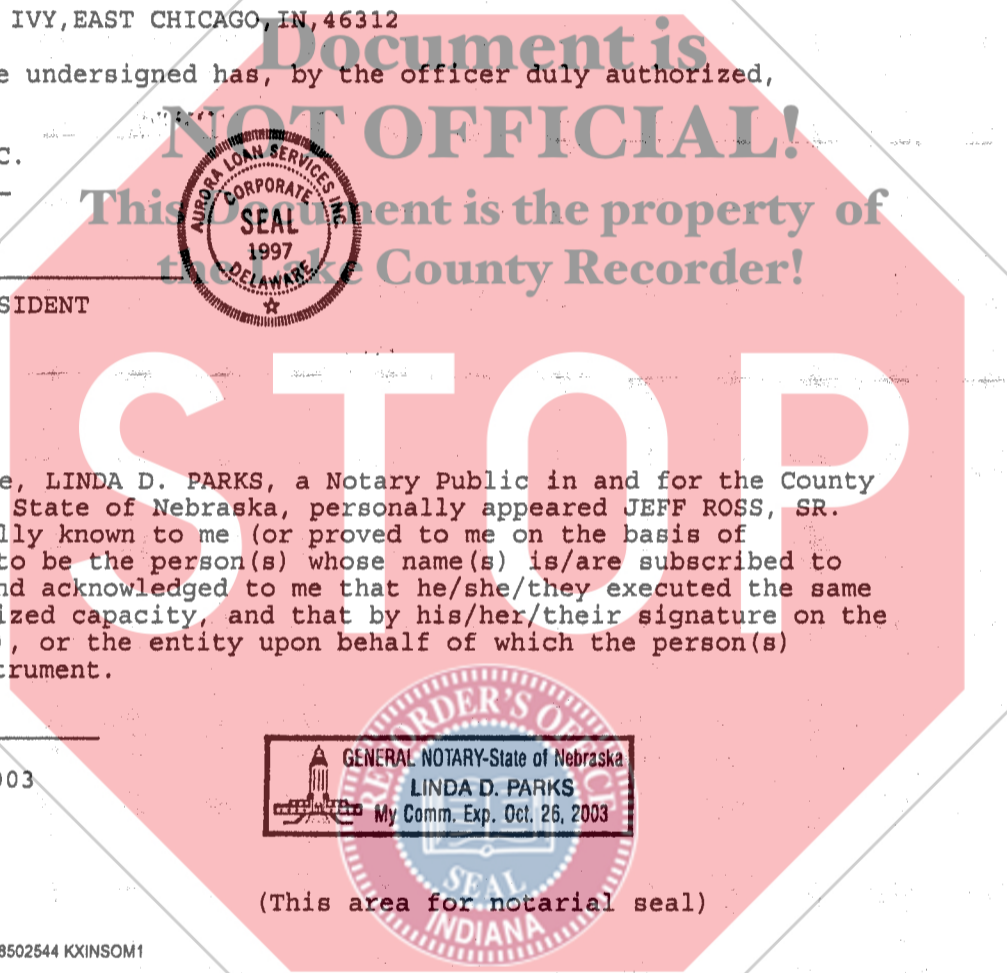 IVY,EAST CHICAGO,IN,46312
Document is
e undersigned has, by the officer duly authorized,
NOT OFFICIAL!
C.
AURORA LOAN SERVICES INC.
CORPORATE
SEAL
1997
DELAWARE
This Document is the property of
the Lake County Recorder!
SIDENT
STOP
e, LINDA D. PARKS, a Notary Public in and for the County
State of Nebraska, personally appeared JEFF ROSS, SR.
lly known to me (or proved to me on the basis of
to be the person(s) whose name(s) is/are subscribed to
nd acknowledged to me that he/she/they executed the same
ized capacity, and that by his/her/their signature on the
, or the entity upon behalf of which the person(s)
trument.
RECORDER'S OFFICE
GENERAL NOTARY-State of Nebraska
LINDA D. PARKS
My Comm. Exp. Oct. 26, 2003
003
SEAL
(This area for notarial seal)
INDIANA
8502544 KXINSOM1